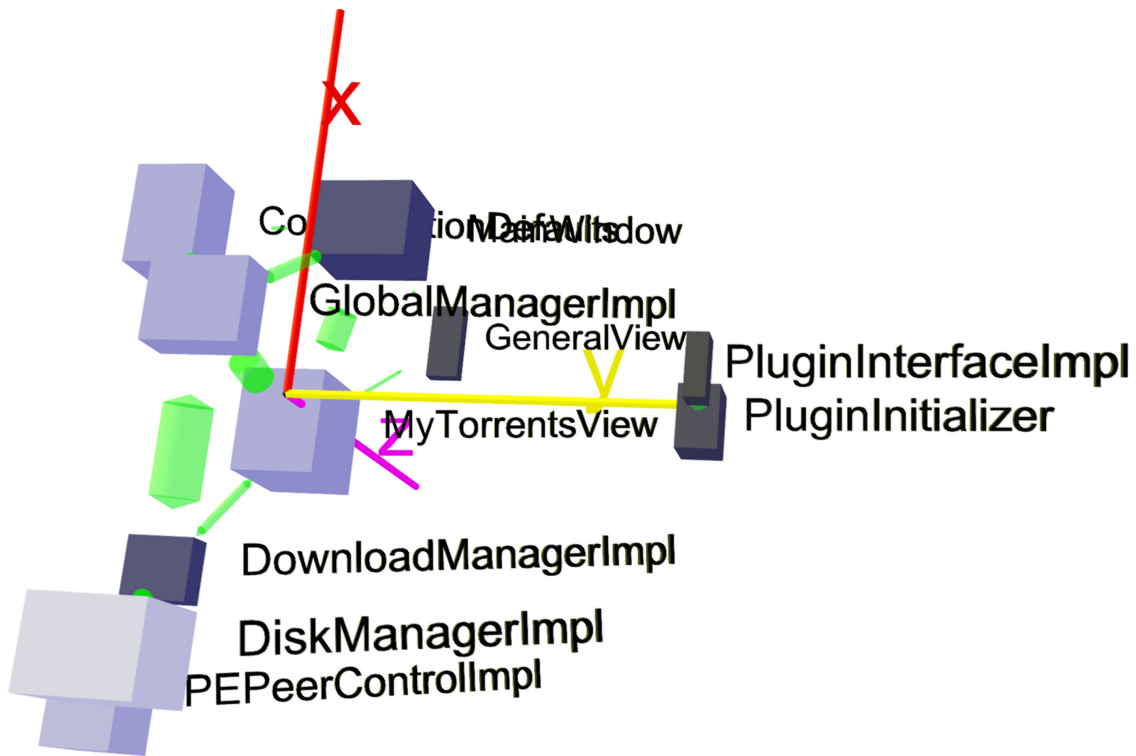 X
MainWindow
GlobalManagerImpl
GeneralView
Y
PluginInterfaceImpl
PluginInitializer
MyTorrentsView
Z
DownloadManagerImpl
DiskManagerImpl
PEPeerControlImpl